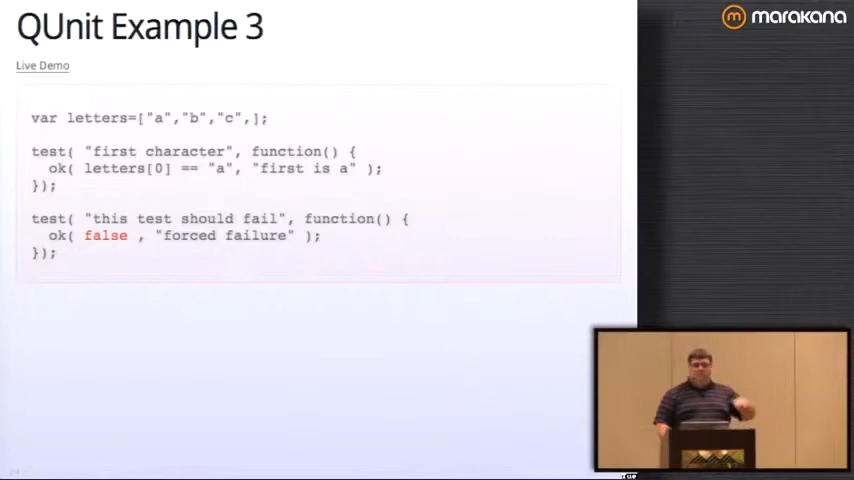 QUnit Example 3
marakana
Live Demo
var letters=["a","b","c",];
test( "first character", function() {
ok( letters[0] == "a", "first is a" );
});
test( "this test should fail", function() {
ok( false , "forced failure" );
});